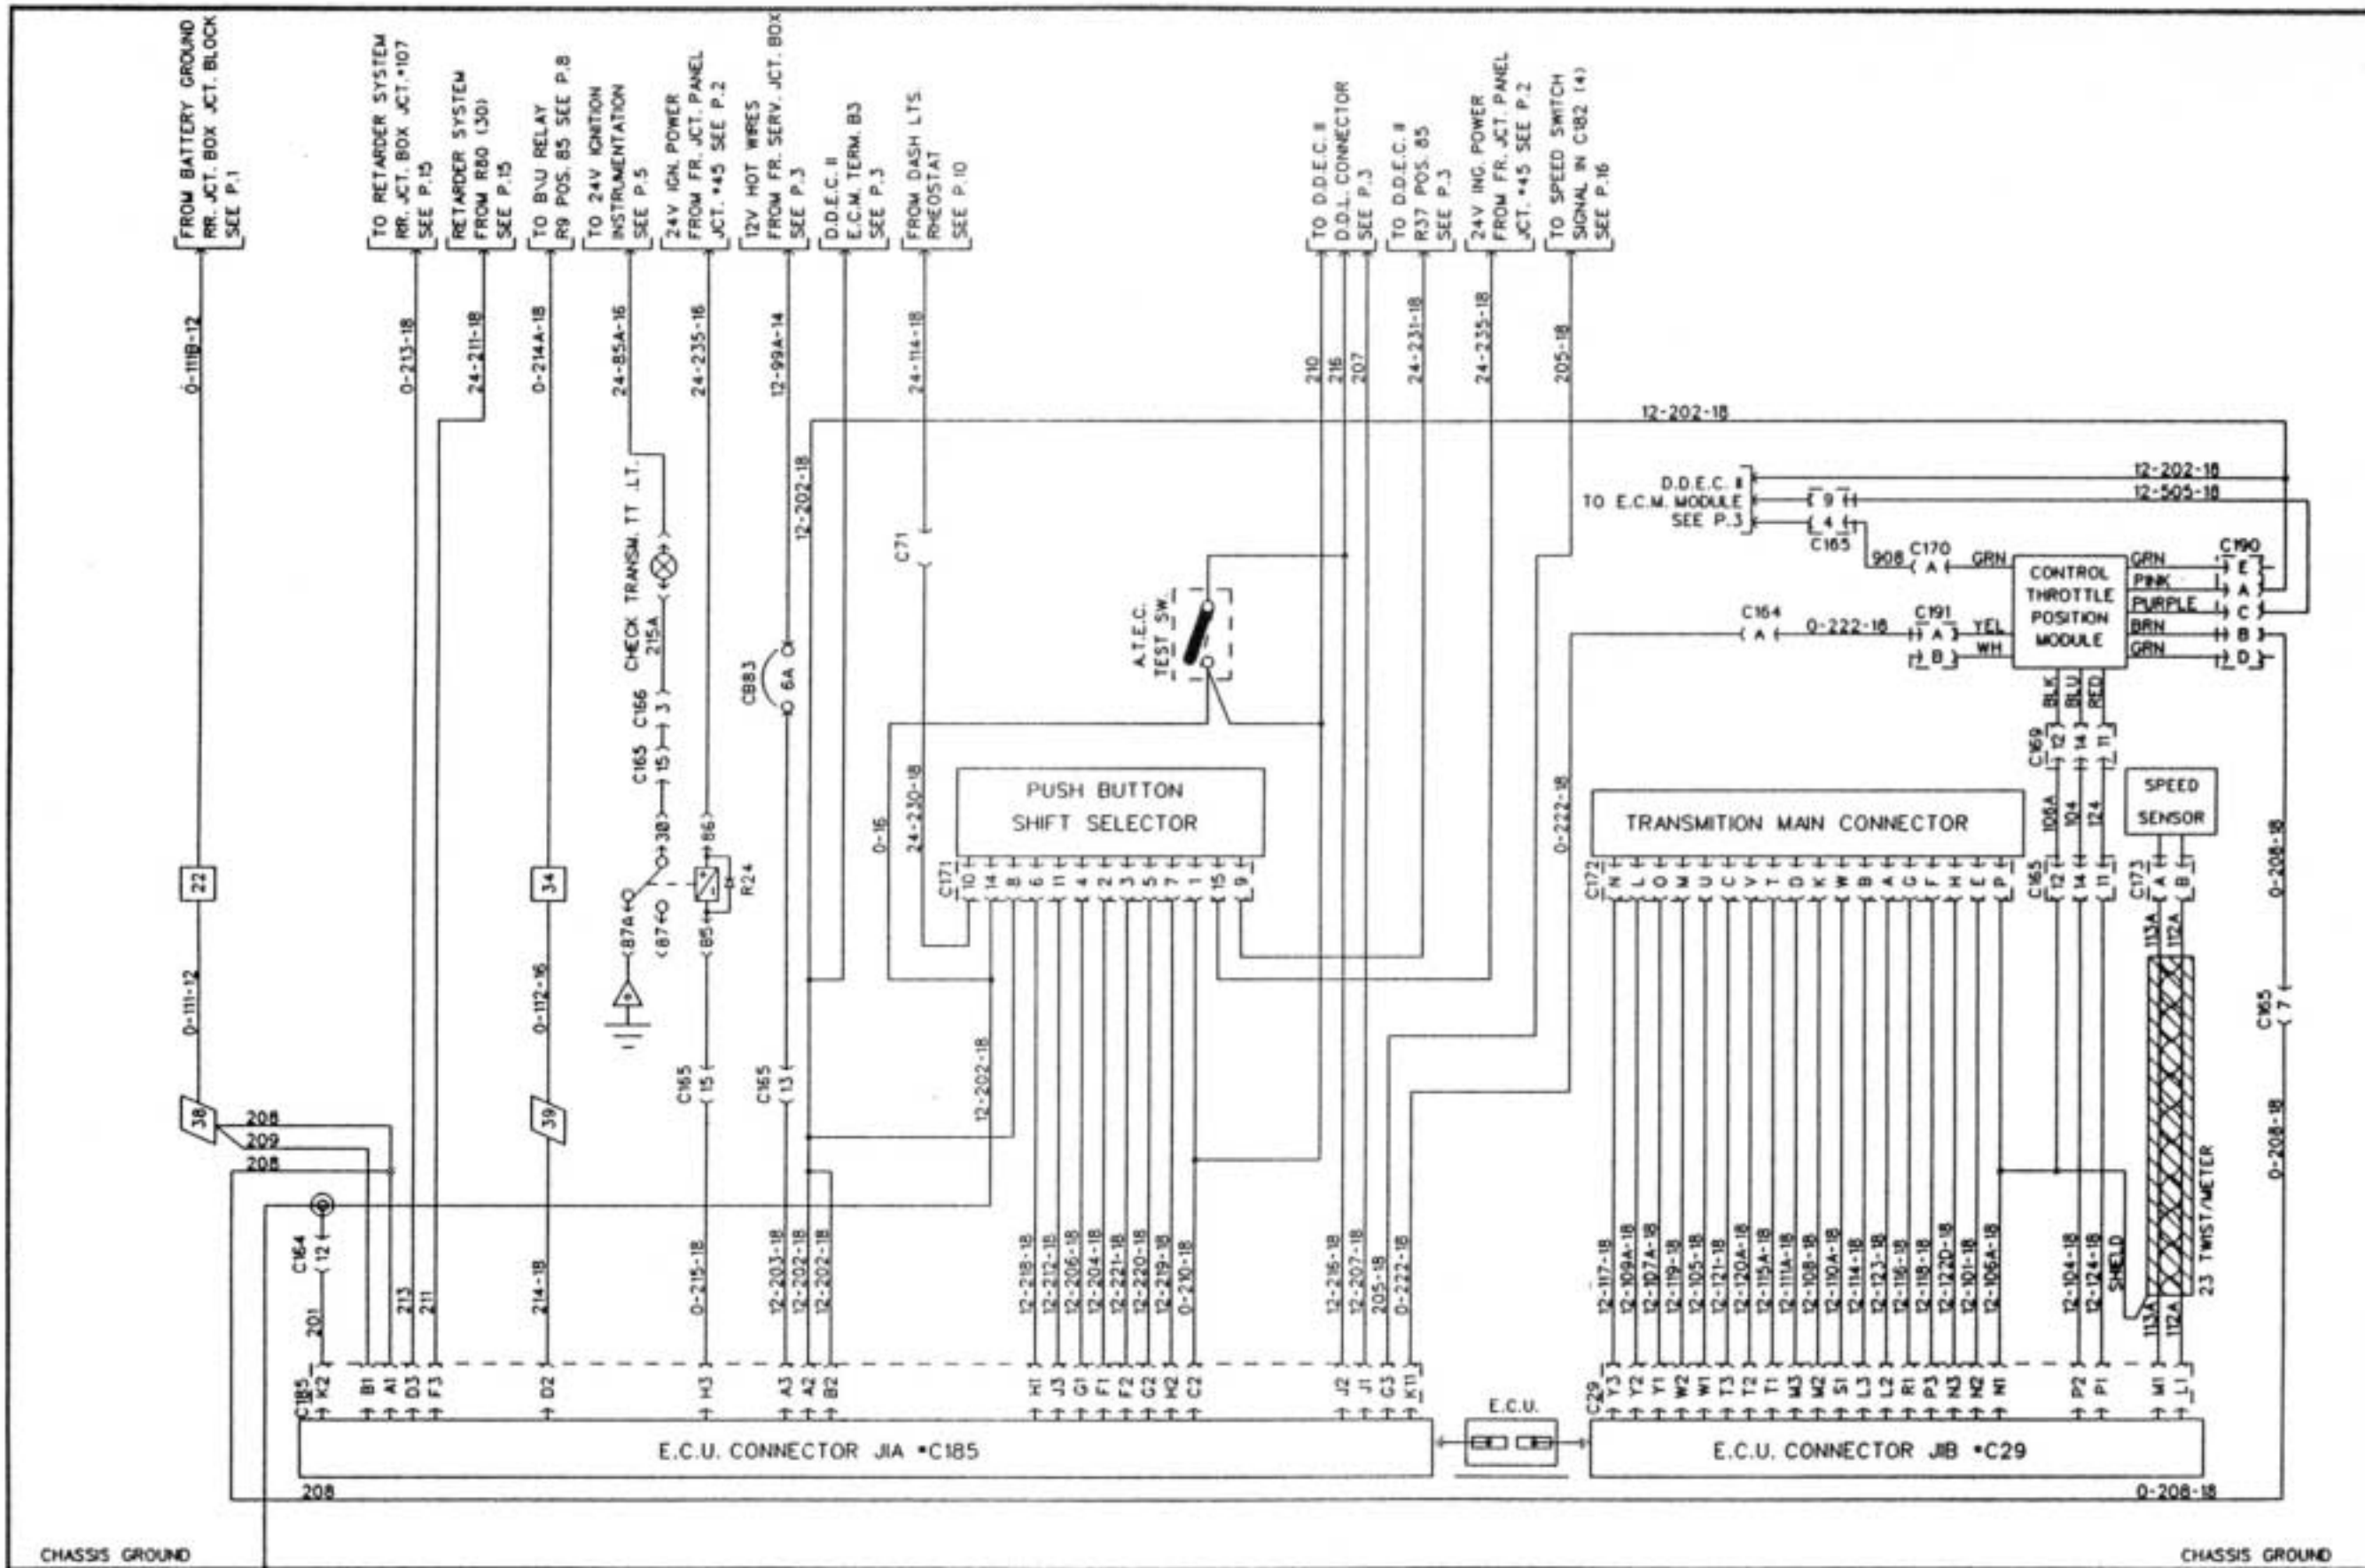 FROM BATTERY GROUND
RR. JCT. BOX JCT. BLOCK
SEE P.1
TO RETARDER SYSTEM
RR. JCT. BOX JCT.*107
SEE P.15
RETARDER SYSTEM
FROM R80 (30)
SEE P.15
TO B\U RELAY
R9 POS. 85 SEE P.8
TO 24V IGNITION
INSTRUMENTATION
SEE P.5
24V IGN. POWER
FROM FR. JCT. PANEL
JCT. *45 SEE P.2
12V HOT WIRES
FROM FR. SERV. JCT. BOX
SEE P.3
D.D.E.C. II
E.C.M. TERM. B3
SEE P.3
FROM DASH LTS.
RHEOSTAT
SEE P.10
TO D.D.E.C. II
D.D.L. CONNECTOR
SEE P.3
TO D.D.E.C. II
R37 POS. 85
SEE P.3
24V ING. POWER
FROM FR. JCT. PANEL
JCT. *45 SEE P.2
TO SPEED SWITCH
SIGNAL IN C182 (4)
SEE P.16
0-111B-12
0-213-18
24-211-18
0-214A-18
24-85A-16
24-235-16
12-99A-14
24-114-18
210
216
207
24-231-18
24-235-18
205-18
12-202-18
12-202-18
D.D.E.C. II
TO E.C.M. MODULE
SEE P.3
9
4
C165
12-202-18
12-505-18
908
C170
A
GRN
CONTROL
THROTTLE
POSITION
MODULE
GRN
PINK
PURPLE
BRN
GRN
C190
E
A
C
B
D
C164
A
0-222-18
C191
A
B
YEL
WH
BLK
BLU
RED
C169
12
14
11
106A
104
124
C165
12
14
11
SPEED
SENSOR
C173
A
B
113A
112A
CHECK TRANSM. TT .LT.
215A
C166
3
C165
15
30
87A
87
86
85
R24
CB83
6A
C71
A.T.E.C.
TEST SW.
0-16
24-230-18
PUSH BUTTON
SHIFT SELECTOR
C171
10
14
8
6
11
4
2
3
5
7
1
15
9
0-222-18
TRANSMITION MAIN CONNECTOR
C172
N
L
O
M
U
C
V
T
D
K
W
B
A
G
F
H
E
P
22
34
0-111-12
0-112-16
38
39
208
209
208
C165
15
C165
13
12-202-18
0-208-18
C165
7
0-208-18
23 TWIST/METER
SHIELD
113A
112A
C164
12
201
213
211
214-18
0-215-18
12-203-18
12-202-18
12-202-18
12-218-18
12-212-18
12-206-18
12-204-18
12-221-18
12-220-18
12-219-18
0-210-18
12-216-18
12-207-18
205-18
0-222-18
12-117-18
12-109A-18
12-107A-18
12-119-18
12-105-18
12-121-18
12-120A-18
12-115A-18
12-111A-18
12-108-18
12-110A-18
12-114-18
12-123-18
12-116-18
12-118-18
12-122D-18
12-101-18
12-106A-18
12-104-18
12-124-18
C185
K2
B1
A1
D3
F3
D2
H3
A3
A2
B2
H1
J3
G1
F1
F2
G2
H2
C2
J2
J1
G3
K11
C29
Y3
Y2
Y1
W2
W1
T3
T2
T1
M3
M2
S1
L3
L2
R1
P3
N3
N2
N1
P2
P1
M1
L1
E.C.U. CONNECTOR J1A *C185
E.C.U.
E.C.U. CONNECTOR J1B *C29
208
0-208-18
CHASSIS GROUND
CHASSIS GROUND